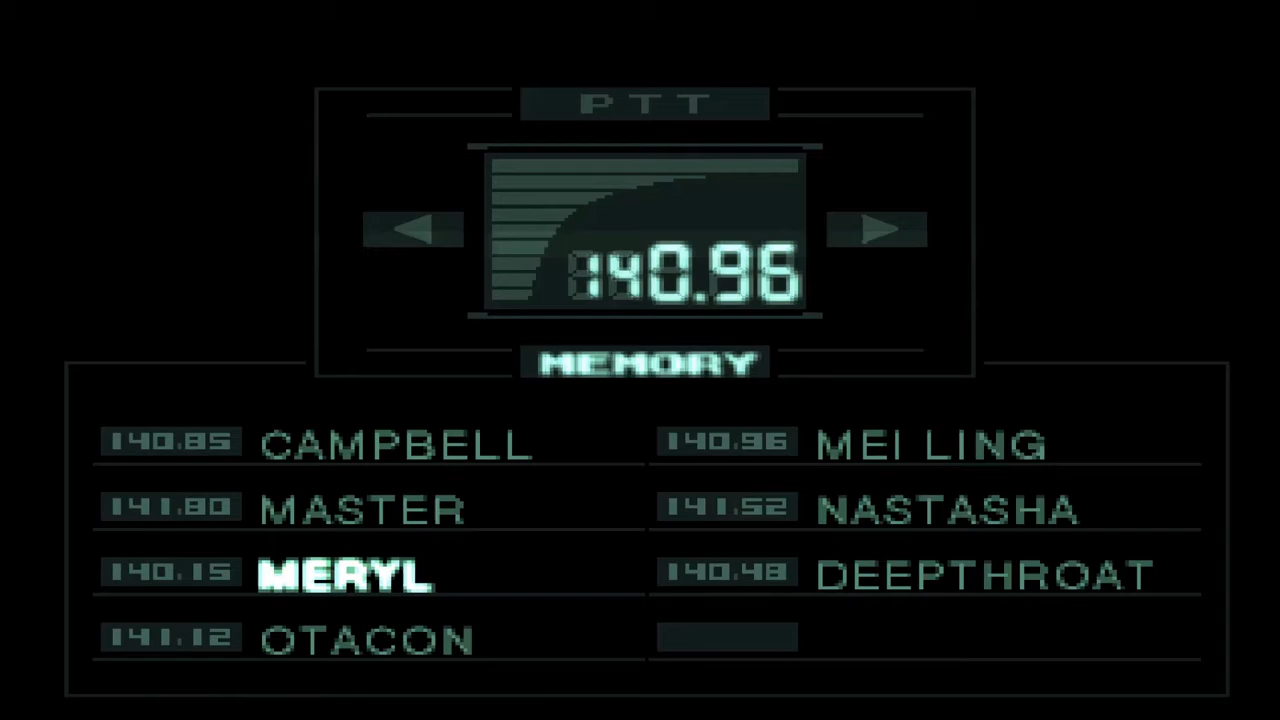 PTT
140.96
MEMORY
140.85 CAMPBELL
140.96 MEI LING
141.80 MASTER
141.52 NASTASHA
140.15 MERYL
140.48 DEEPTHROAT
141.12 OTACON